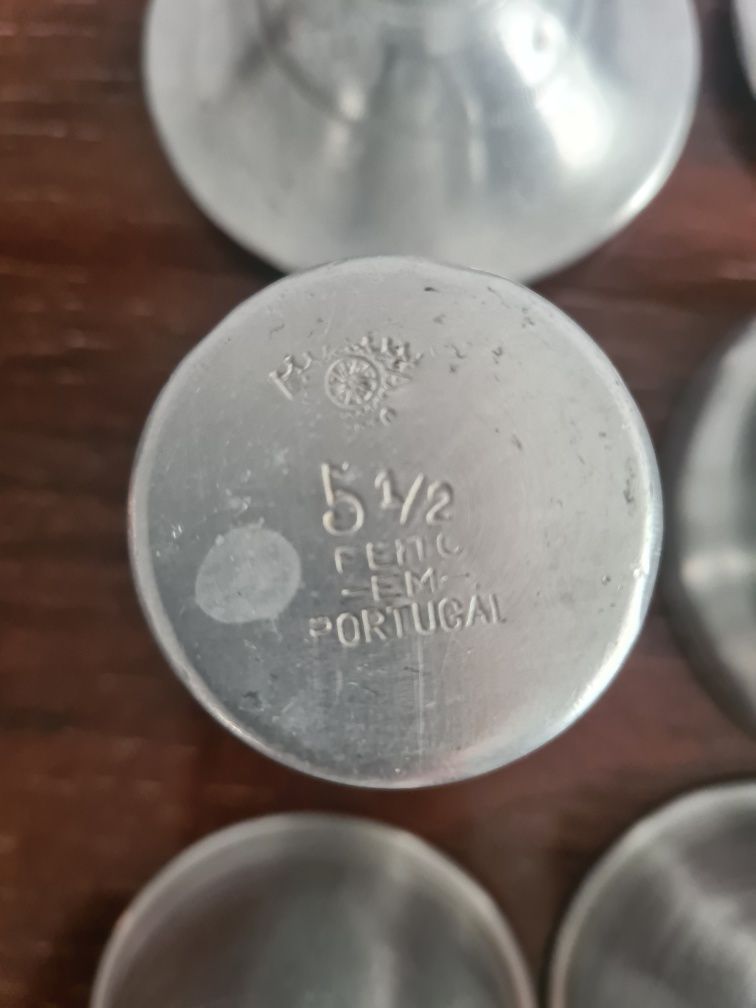 5 1/2
FEITO
-EM-
PORTUGAL